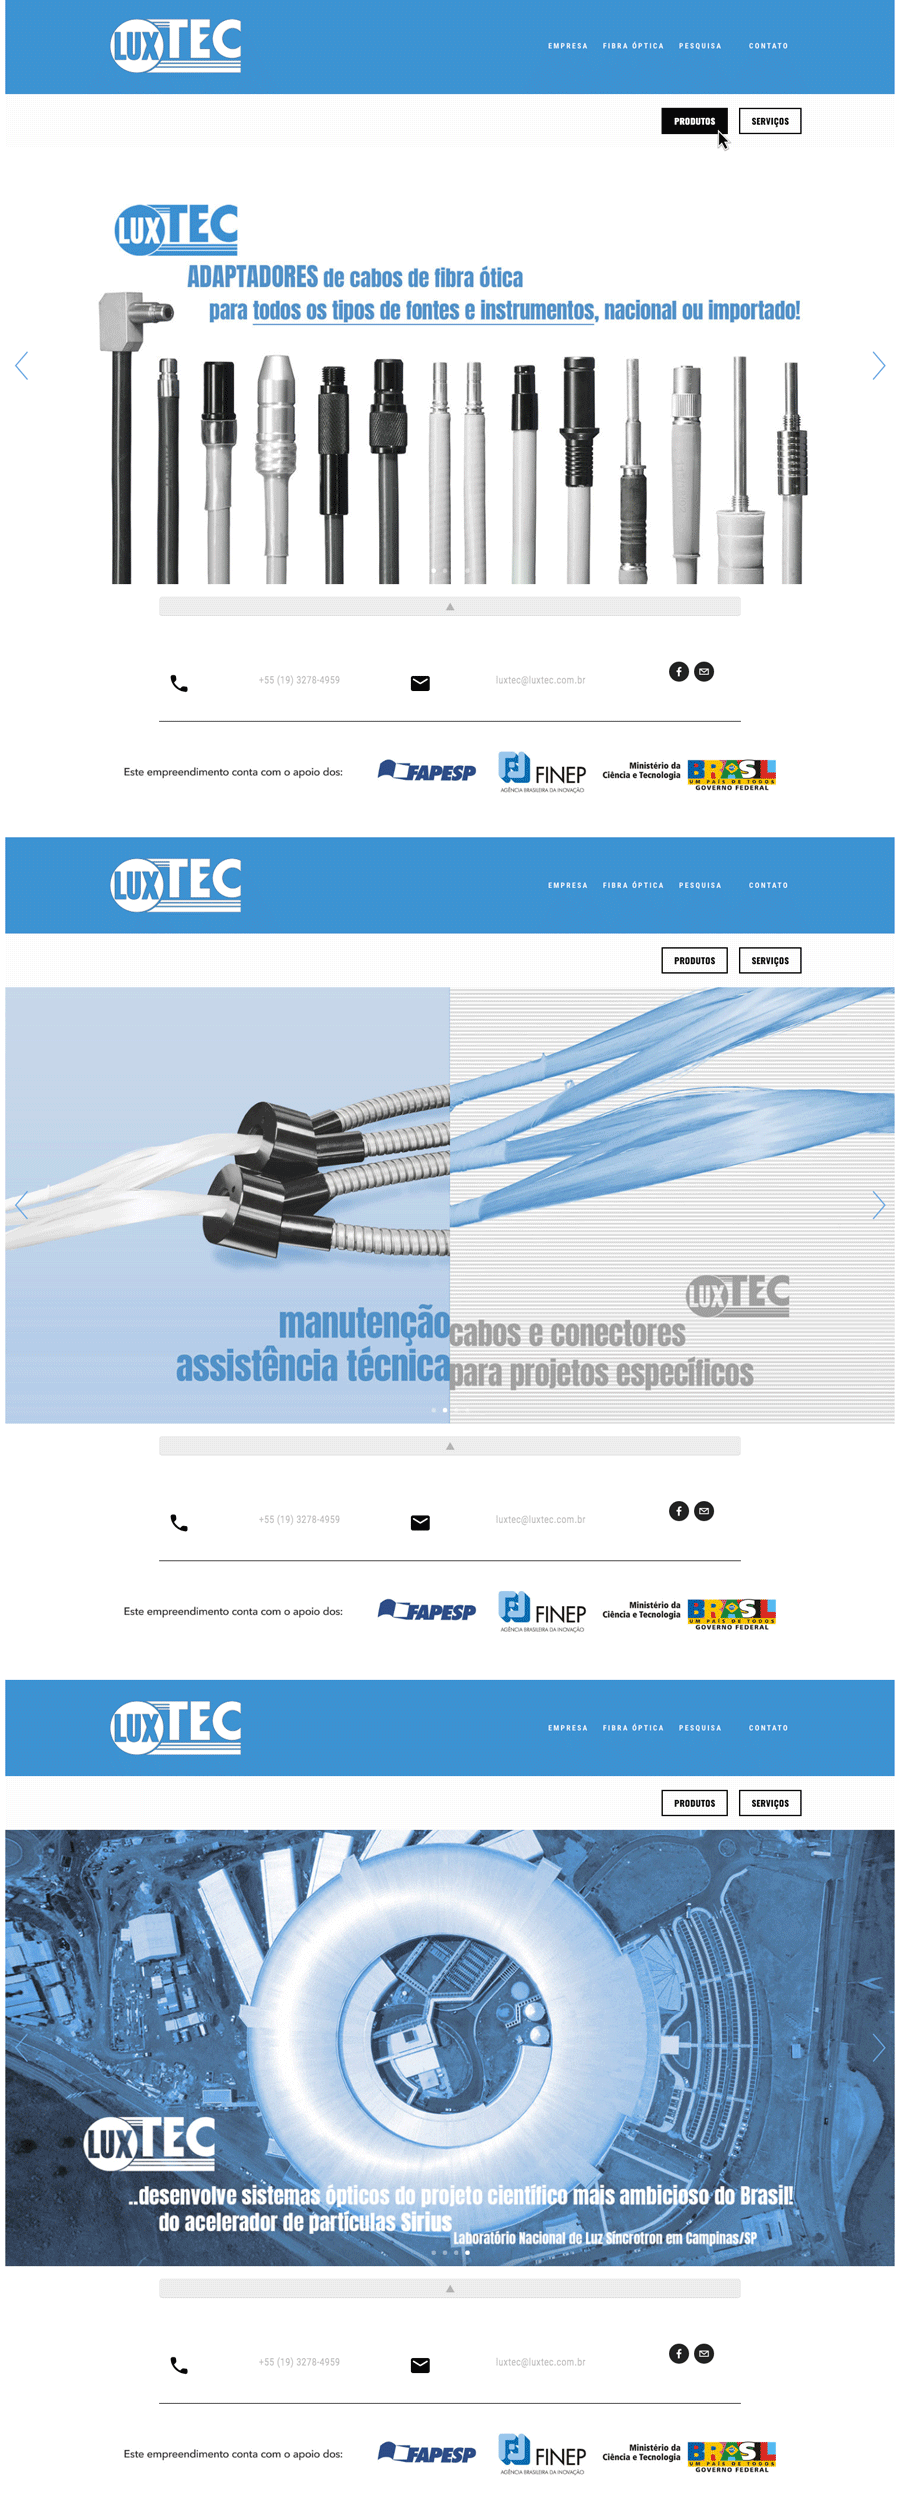 LUXTEC
EMPRESA FIBRA ÓPTICA PESQUISA CONTATO
PRODUTOS SERVIÇOS
LUXTEC
ADAPTADORES de cabos de fibra ótica
para todos os tipos de fontes e instrumentos, nacional ou importado!
+55 (19) 3278-4959 luxtec@luxtec.com.br
Este empreendimento conta com o apoio dos:
FAPESP
FINEP
AGÊNCIA BRASILEIRA DA INOVAÇÃO
Ministério da
Ciência e Tecnologia
BRASIL
UM PAÍS DE TODOS
GOVERNO FEDERAL
LUXTEC
EMPRESA FIBRA ÓPTICA PESQUISA CONTATO
PRODUTOS SERVIÇOS
manutenção
assistência técnica
LUXTEC
cabos e conectores
para projetos específicos
+55 (19) 3278-4959 luxtec@luxtec.com.br
Este empreendimento conta com o apoio dos:
FAPESP
FINEP
AGÊNCIA BRASILEIRA DA INOVAÇÃO
Ministério da
Ciência e Tecnologia
BRASIL
UM PAÍS DE TODOS
GOVERNO FEDERAL
LUXTEC
EMPRESA FIBRA ÓPTICA PESQUISA CONTATO
PRODUTOS SERVIÇOS
LUXTEC
..desenvolve sistemas ópticos do projeto científico mais ambicioso do Brasil!
do acelerador de partículas Sirius
Laboratório Nacional de Luz Síncrotron em Campinas/SP
+55 (19) 3278-4959 luxtec@luxtec.com.br
Este empreendimento conta com o apoio dos:
FAPESP
FINEP
AGÊNCIA BRASILEIRA DA INOVAÇÃO
Ministério da
Ciência e Tecnologia
BRASIL
UM PAÍS DE TODOS
GOVERNO FEDERAL